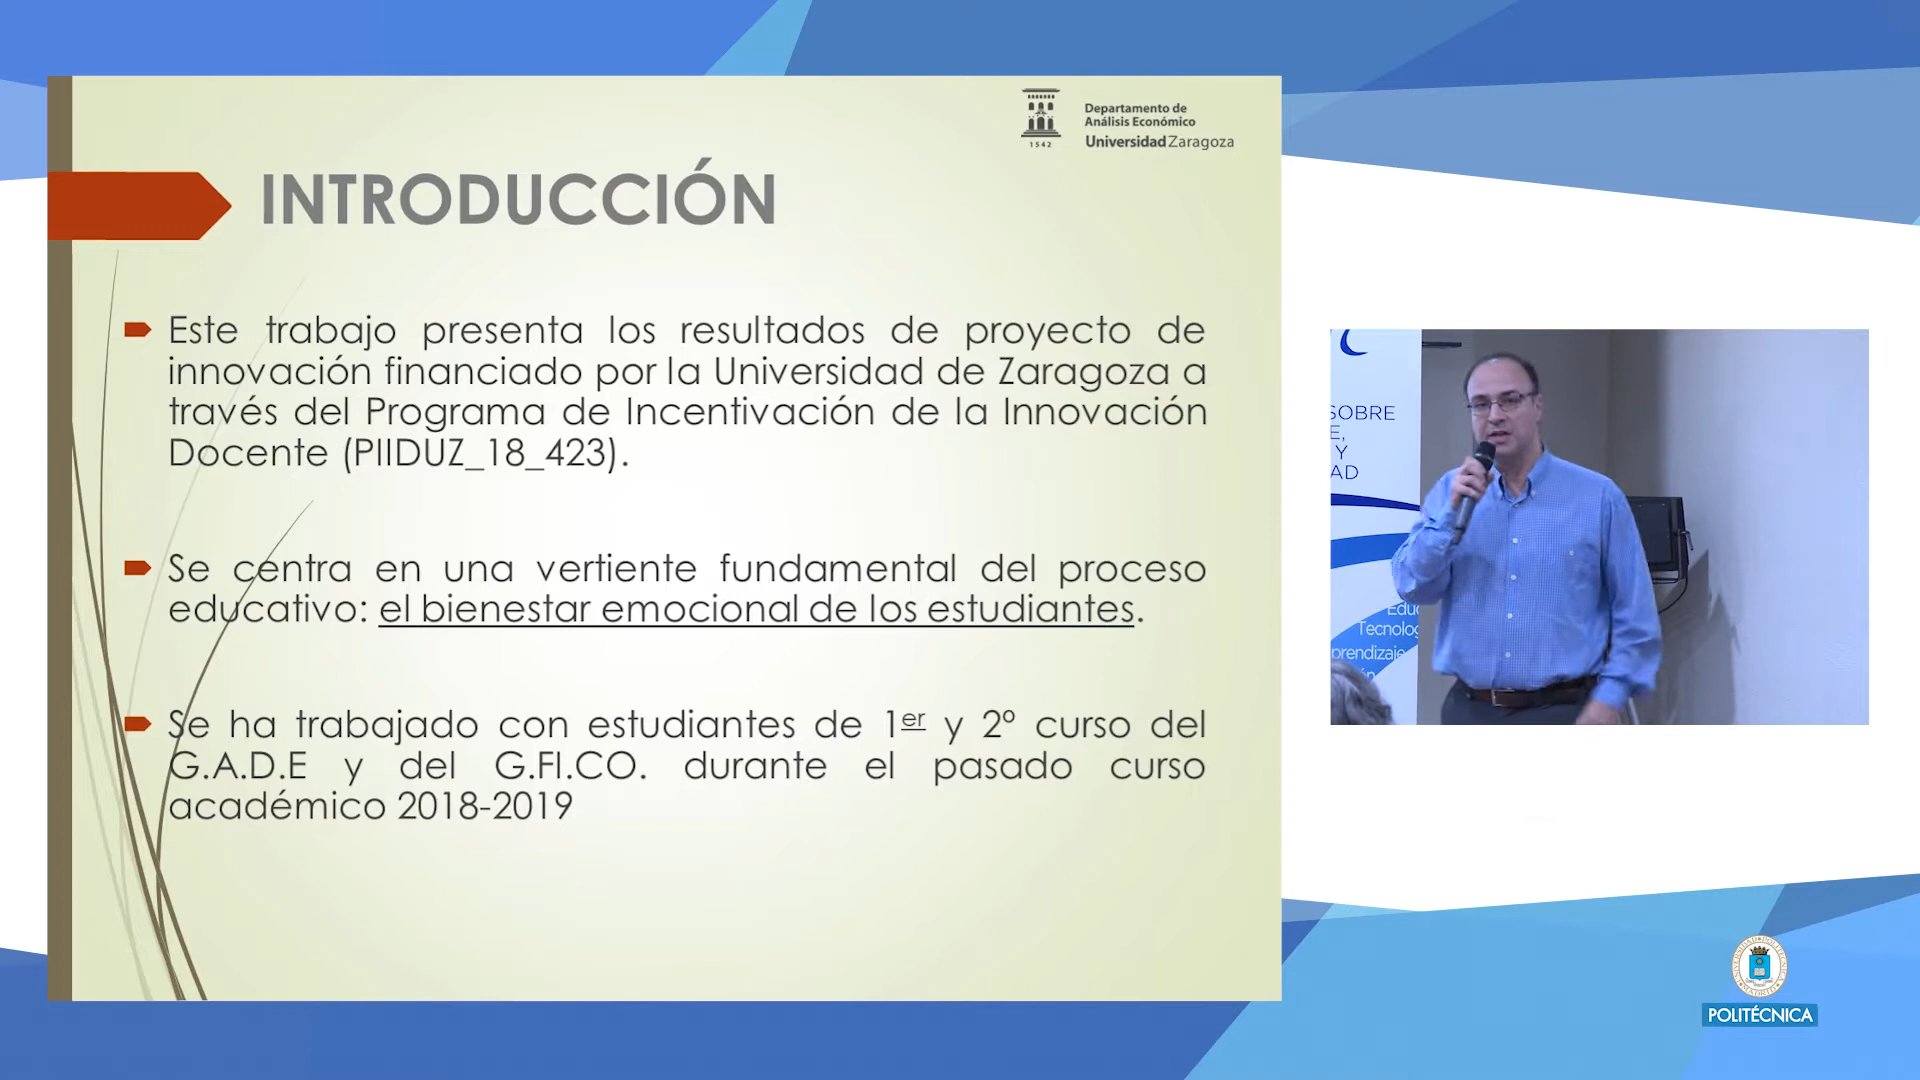 Departamento de
Análisis Económico
Universidad Zaragoza
1542
INTRODUCCIÓN
Este trabajo presenta los resultados de proyecto de
innovación financiado por la Universidad de Zaragoza a
través del Programa de Incentivación de la Innovación
Docente (PIIDUZ_18_423).
Se centra en una vertiente fundamental del proceso
educativo: el bienestar emocional de los estudiantes.
Se ha trabajado con estudiantes de 1er y 2º curso del
G.A.D.E y del G.FI.CO. durante el pasado curso
académico 2018-2019
SOBRE
E,
Y
AD
Educ
Tecnolog
prendizaje
POLITÉCNICA